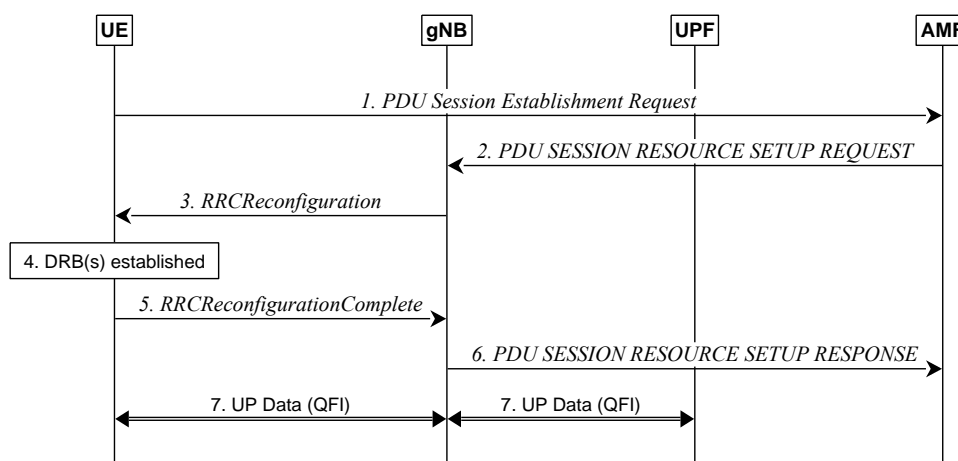 UE
gNB
UPF
AMF
1. PDU Session Establishment Request
2. PDU SESSION RESOURCE SETUP REQUEST
3. RRCReconfiguration
4. DRB(s) established
5. RRCReconfigurationComplete
6. PDU SESSION RESOURCE SETUP RESPONSE
7. UP Data (QFI)
7. UP Data (QFI)